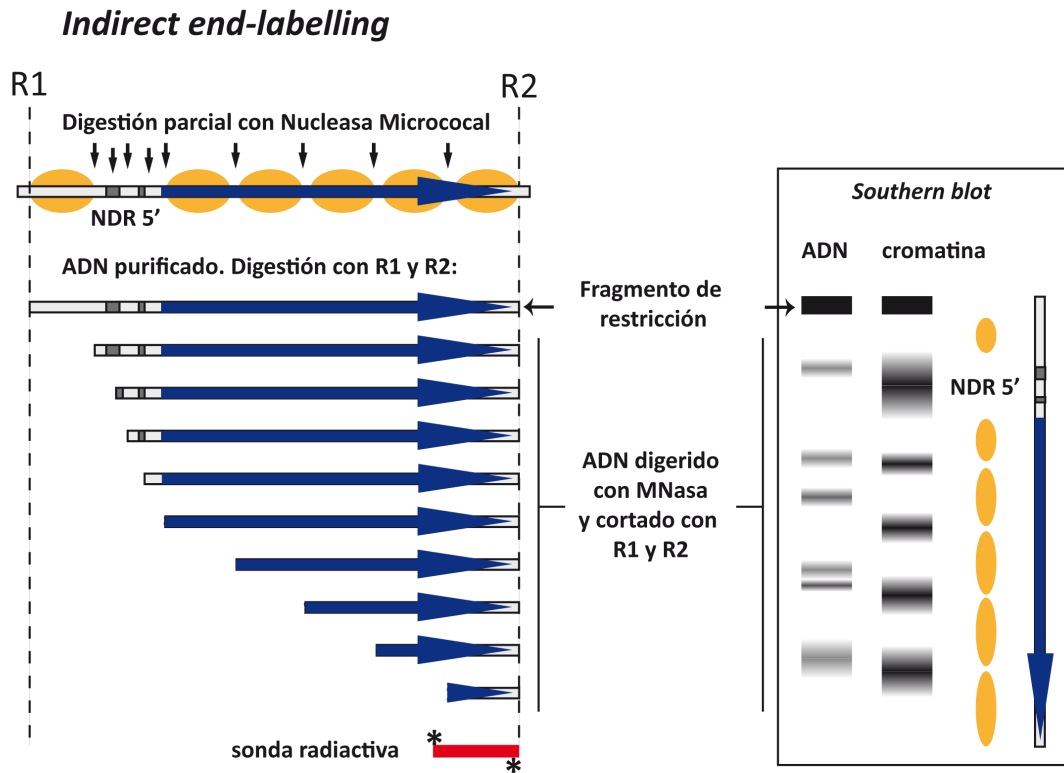 Indirect end-labelling
R1
R2
Digestión parcial con Nucleasa Micrococal
NDR 5’
ADN purificado. Digestión con R1 y R2:
Fragmento de
restricción
ADN digerido
con MNasa
y cortado con
R1 y R2
sonda radiactiva
*
*
Southern blot
ADN
cromatina
NDR 5’